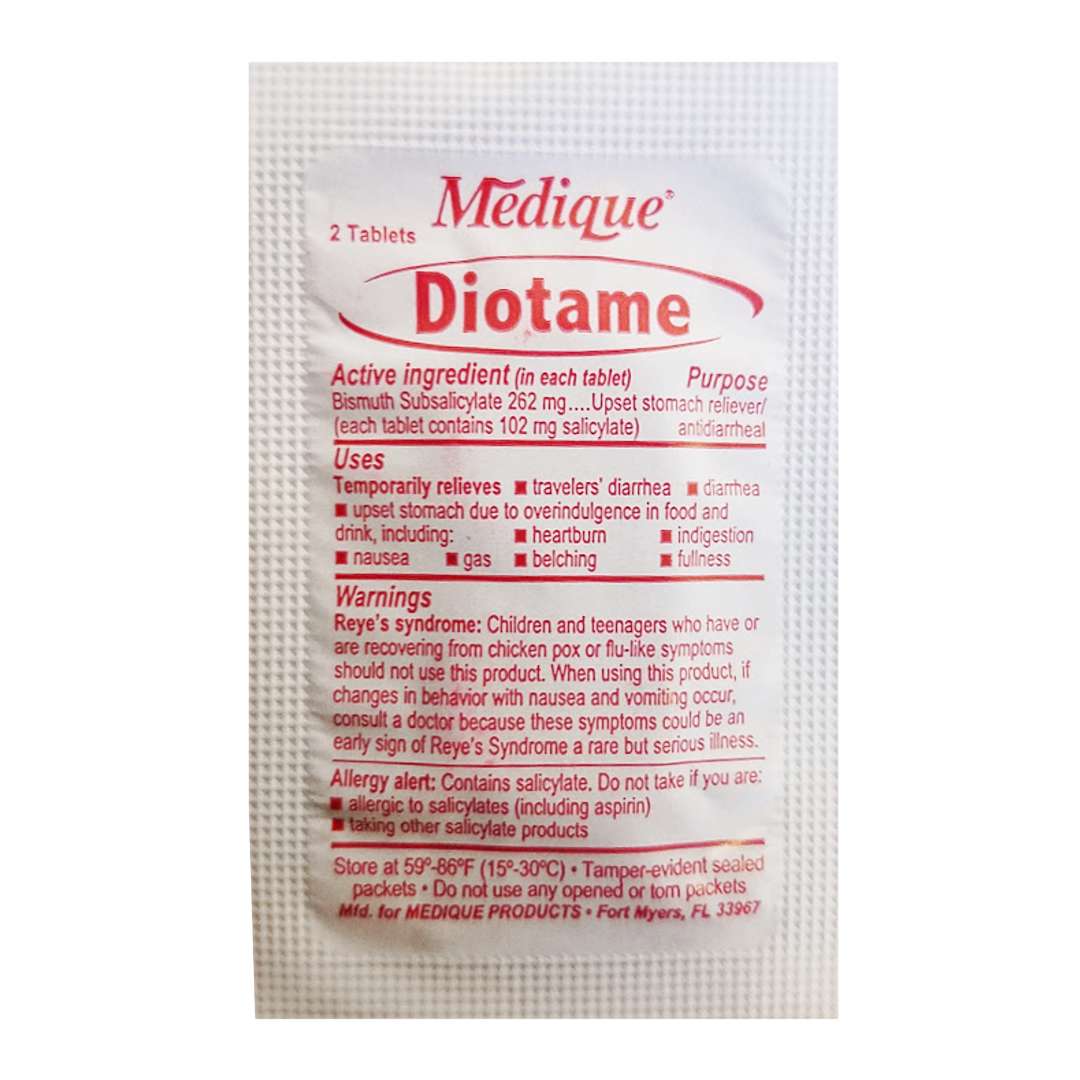 Medique®
2 Tablets
Diotame
Active ingredient (in each tablet) Purpose
Bismuth Subsalicylate 262 mg....Upset stomach reliever/
(each tablet contains 102 mg salicylate) antidiarrheal
Uses
Temporarily relieves ■ travelers' diarrhea ■ diarrhea
■ upset stomach due to overindulgence in food and
drink, including: ■ heartburn ■ indigestion
■ nausea ■ gas ■ belching ■ fullness
Warnings
Reye's syndrome: Children and teenagers who have or
are recovering from chicken pox or flu-like symptoms
should not use this product. When using this product, if
changes in behavior with nausea and vomiting occur,
consult a doctor because these symptoms could be an
early sign of Reye's Syndrome a rare but serious illness.
Allergy alert: Contains salicylate. Do not take if you are:
■ allergic to salicylates (including aspirin)
■ taking other salicylate products
Store at 59º-86ºF (15º-30ºC) • Tamper-evident sealed
packets • Do not use any opened or torn packets
Mfd. for MEDIQUE PRODUCTS • Fort Myers, FL 33967